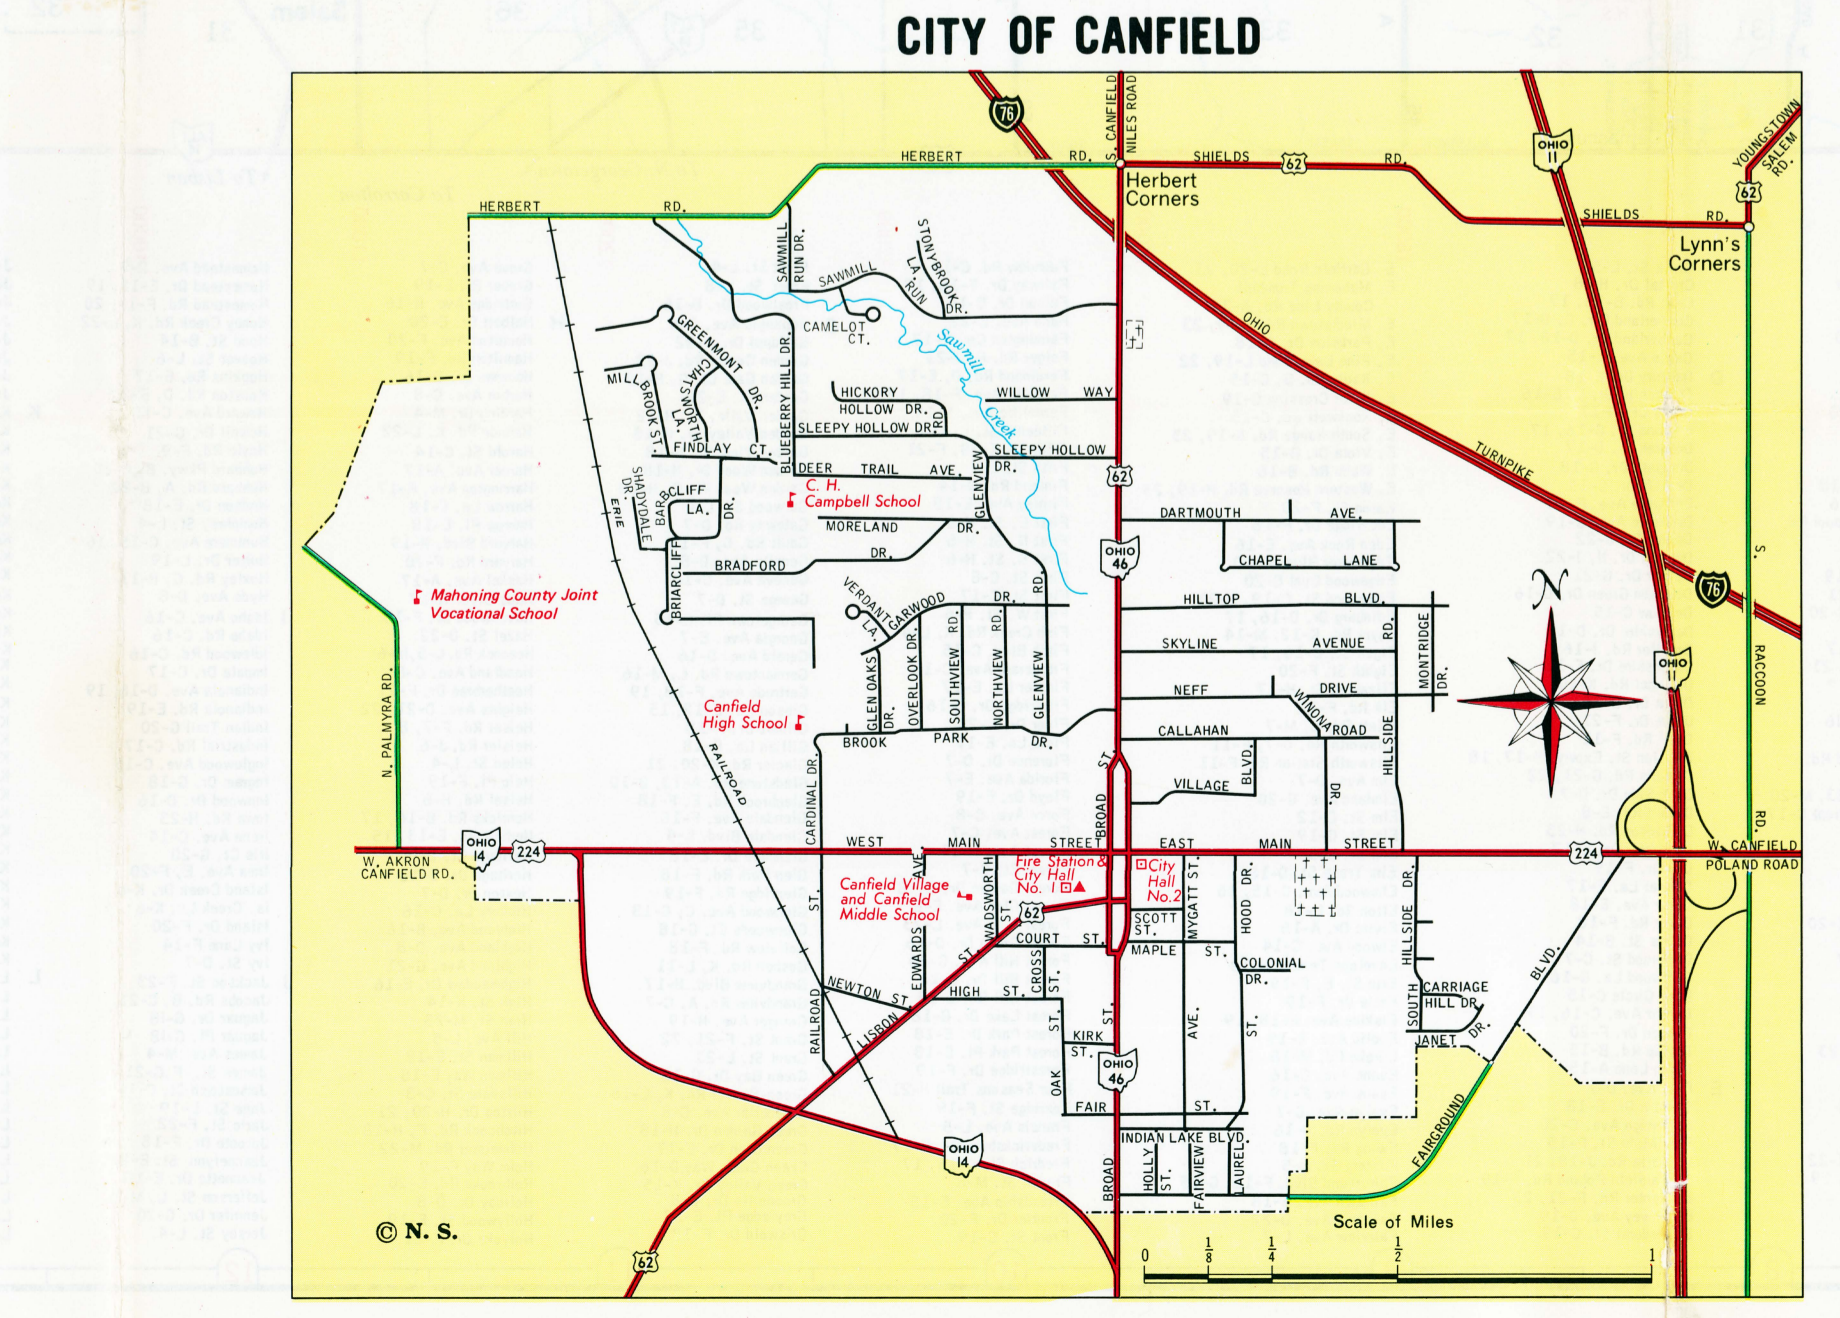 CITY OF CANFIELD
76
S. CANFIELD
NILES ROAD
OHIO
11
YOUNGSTOWN
SALEM
RD.
HERBERT RD.
SHIELDS 62 RD.
62
Herbert
Corners
HERBERT RD.
SHIELDS RD.
Lynn's
Corners
SAWMILL
RUN DR.
SAWMILL
RUN
STONYBROOK
LA.
DR.
CAMELOT
CT.
Sawmill
Creek
OHIO
TURNPIKE
GREENMONT
DR.
CHATSWORTH
LA.
MILLBROOK ST.
BLUEBERRY HILL DR.
HICKORY
HOLLOW DR.
RD.
WILLOW WAY
SLEEPY HOLLOW DR.
SLEEPY HOLLOW
DR.
FINDLAY CT.
DEER TRAIL AVE.
GLENVIEW
62
SHADYDALE
DR.
BARBCLIFF
LA.
DR.
C. H.
Campbell School
MORELAND DR.
DARTMOUTH AVE.
ERIE
OHIO
46
CHAPEL LANE
BRADFORD DR.
BRIARCLIFF
76
Mahoning County Joint
Vocational School
VERDANT
LA.
GARWOOD DR.
RD.
HILLTOP BLVD.
N
SKYLINE AVENUE
RD.
MONTRIDGE
DR.
OHIO
11
S. RACCOON RD.
N. PALMYRA RD.
GLEN OAKS
DR.
OVERLOOK DR.
SOUTHVIEW RD.
NORTHVIEW RD.
GLENVIEW
NEFF DRIVE
WINONA
Canfield
High School
BROOK PARK DR.
CALLAHAN ROAD
HILLSIDE
RAILROAD
CARDINAL DR.
ST.
BROAD
VILLAGE
BLVD.
DR.
OHIO
14
224
WEST MAIN STREET
EAST MAIN STREET
224
W. CANFIELD
POLAND ROAD
W. AKRON
CANFIELD RD.
Fire Station &
City Hall
No. 1
City
Hall
No. 2
Canfield Village
and Canfield
Middle School
AVE.
EDWARDS
WADSWORTH
ST.
62
SCOTT
ST.
MYGATT ST.
HOOD DR.
HILLSIDE DR.
ST.
COURT ST.
MAPLE ST.
COLONIAL
DR.
CROSS
ST.
NEWTON ST.
HIGH ST.
LISBON
ST.
RAILROAD
BLVD.
CARRIAGE
HILL DR.
SOUTH
JANET DR.
ST.
KIRK
ST.
ST.
AVE.
ST.
OAK
OHIO
46
FAIR ST.
FAIRGROUND
OHIO
14
INDIAN LAKE BLVD.
BROAD
HOLLY
ST.
FAIRVIEW
LAUREL
© N. S.
62
Scale of Miles
0 1/8 1/4 1/2 1